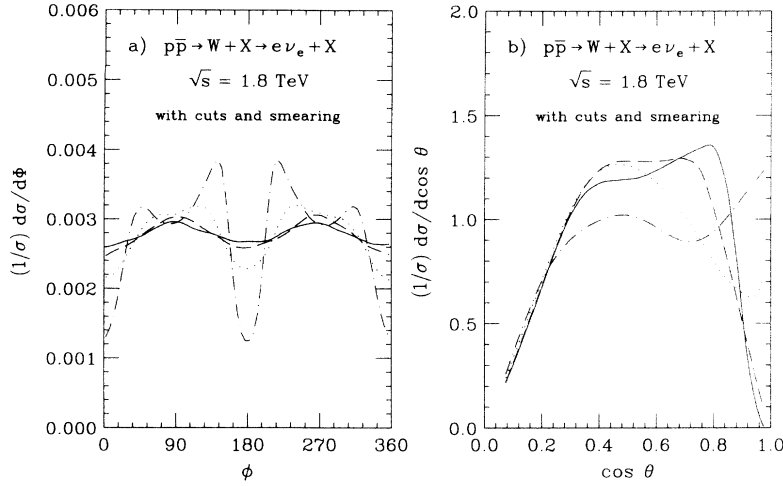 a) pp̅→W+X→eνₑ+X
√s = 1.8 TeV
with cuts and smearing
(1/σ) dσ/dΦ
0.006
0.005
0.004
0.003
0.002
0.001
0.000
0 90 180 270 360
ϕ
b) pp̅→W+X→eνₑ+X
√s = 1.8 TeV
with cuts and smearing
(1/σ) dσ/dcos θ
2.0
1.5
1.0
0.5
0.0
0.0 0.2 0.4 0.6 0.8 1.0
cos θ